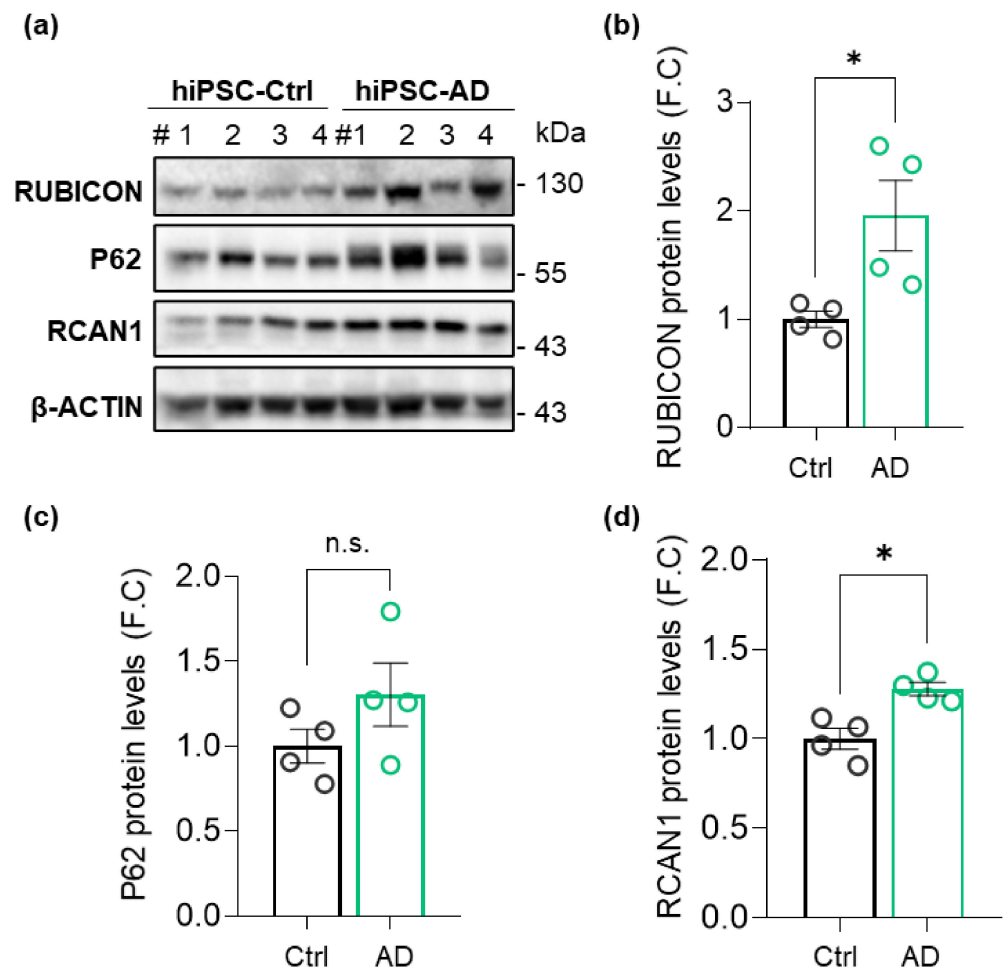 (a)
hiPSC-Ctrl hiPSC-AD
# 1 2 3 4 #1 2 3 4 kDa
RUBICON - 130
P62 - 55
RCAN1 - 43
β-ACTIN - 43
(b)
RUBICON protein levels (F.C)
*
3
2
1
0
Ctrl AD
(c)
P62 protein levels (F.C)
n.s.
2.0
1.5
1.0
0.5
0.0
Ctrl AD
(d)
RCAN1 protein levels (F.C)
*
2.0
1.5
1.0
0.5
0.0
Ctrl AD